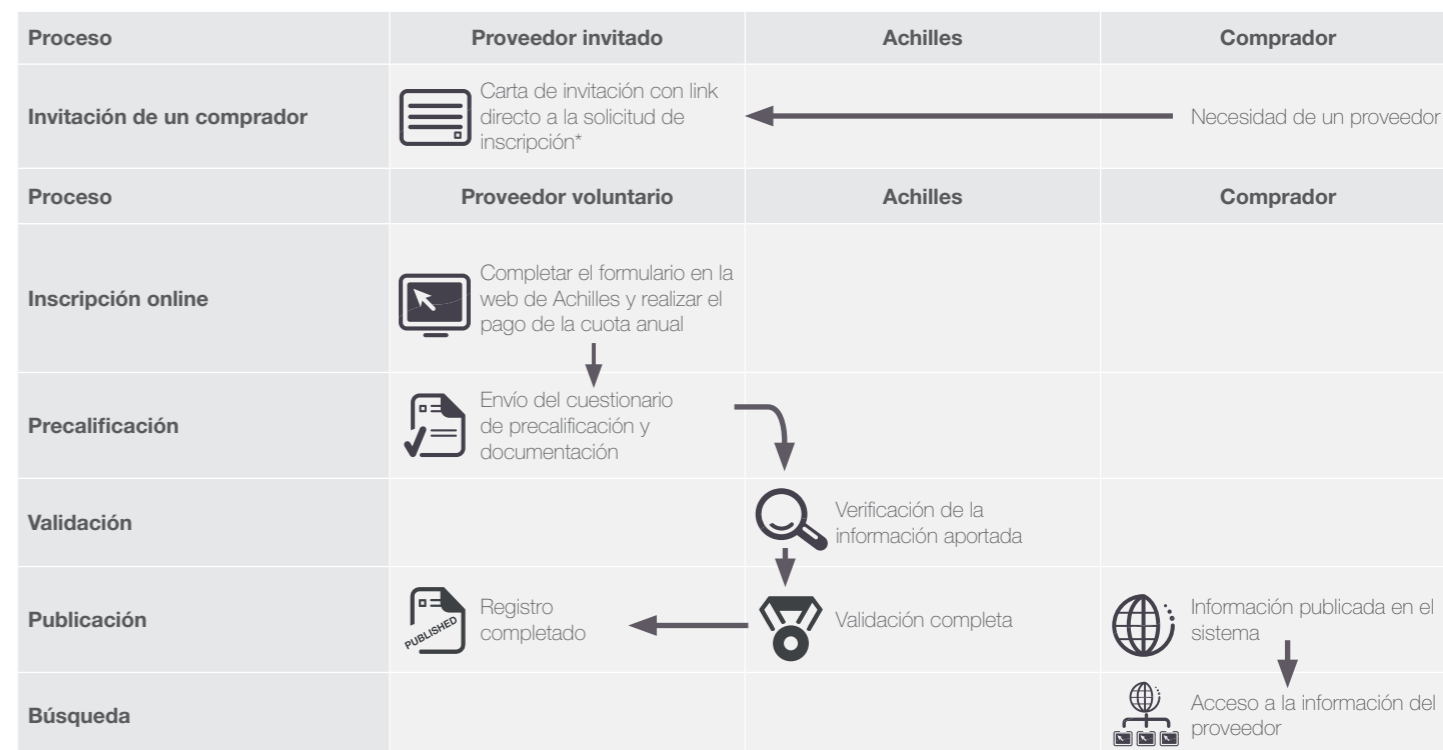 Proceso Proveedor invitado Achilles Comprador
Invitación de un comprador
Carta de invitación con link
directo a la solicitud de
inscripción*
Necesidad de un proveedor
Proceso Proveedor voluntario Achilles Comprador
Inscripción online
Completar el formulario en la
web de Achilles y realizar el
pago de la cuota anual
Precalificación
Envío del cuestionario
de precalificación y
documentación
Validación
Verificación de la
información aportada
Publicación
PUBLISHED
Registro
completado
Validación completa
Información publicada en el
sistema
Búsqueda
Acceso a la información del
proveedor